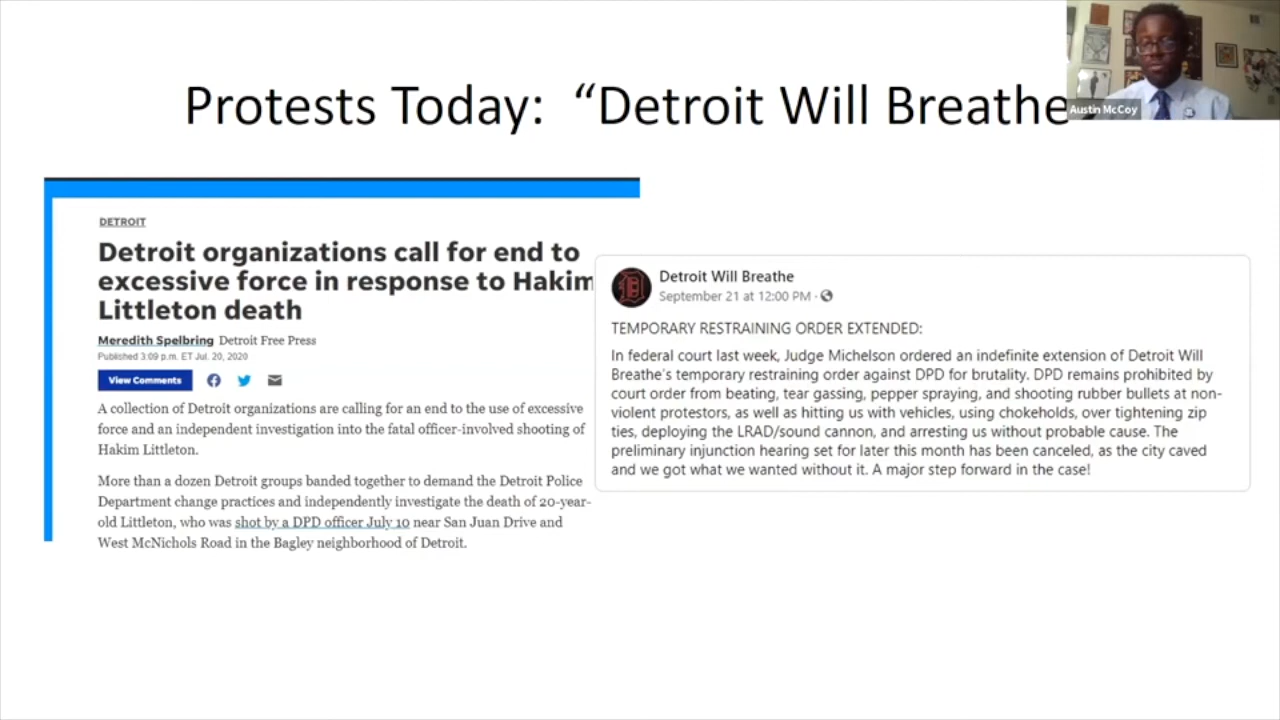 Protests Today: “Detroit Will Breathe
Austin McCoy
DETROIT
Detroit organizations call for end to
excessive force in response to Hakim
Littleton death
Meredith Spelbring Detroit Free Press
Published 3:09 p.m. ET Jul. 20, 2020
View Comments
A collection of Detroit organizations are calling for an end to the use of excessive
force and an independent investigation into the fatal officer-involved shooting of
Hakim Littleton.
More than a dozen Detroit groups banded together to demand the Detroit Police
Department change practices and independently investigate the death of 20-year-
old Littleton, who was shot by a DPD officer July 10 near San Juan Drive and
West McNichols Road in the Bagley neighborhood of Detroit.
Detroit Will Breathe
September 21 at 12:00 PM ·
TEMPORARY RESTRAINING ORDER EXTENDED:
In federal court last week, Judge Michelson ordered an indefinite extension of Detroit Will
Breathe's temporary restraining order against DPD for brutality. DPD remains prohibited by
court order from beating, tear gassing, pepper spraying, and shooting rubber bullets at non-
violent protestors, as well as hitting us with vehicles, using chokeholds, over tightening zip
ties, deploying the LRAD/sound cannon, and arresting us without probable cause. The
preliminary injunction hearing set for later this month has been canceled, as the city caved
and we got what we wanted without it. A major step forward in the case!